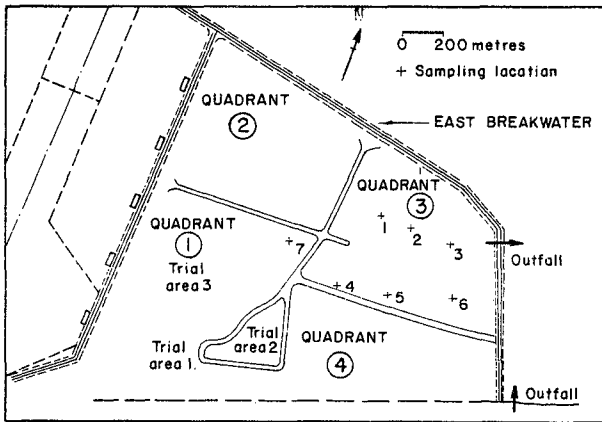 N
0 200 metres
+ Sampling location
EAST BREAKWATER
QUADRANT
2
QUADRANT
3
+1
+2
+3
Outfall
QUADRANT
1
+7
Trial
area 3
+4
+5
+6
Trial
area 2
Trial
area 1.
QUADRANT
4
Outfall